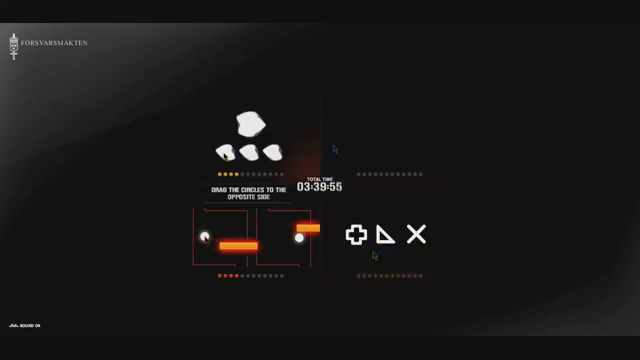 FÖRSVARSMAKTEN
TOTAL TIME
03:39:55
DRAG THE CIRCLES TO THE
OPPOSITE SIDE
SOUND ON